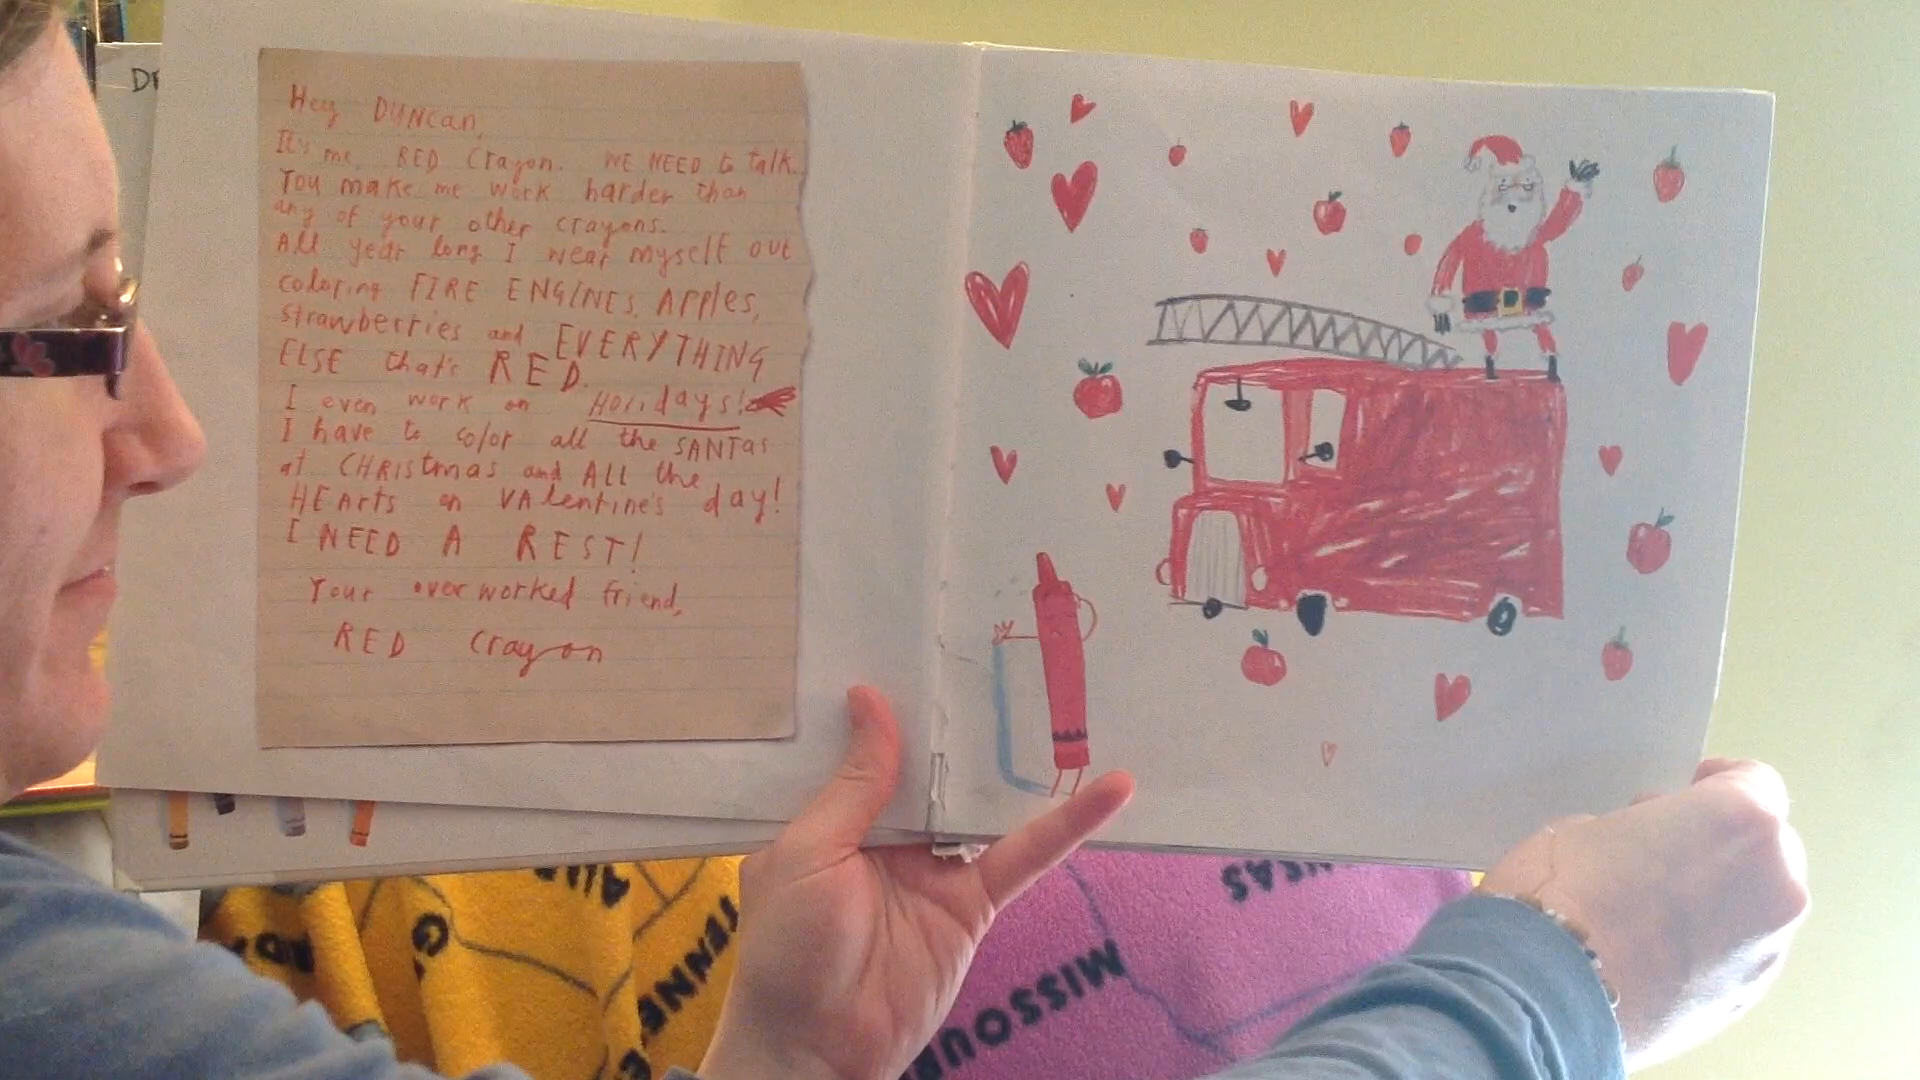 Hey DUNCan,
It's me, RED Crayon. WE NEED to talk.
You make me work harder than
any of your other crayons.
All year long I wear myself out
coloring FIRE ENGINES, APPles,
strawberries and EVERYTHING
ELSE that's RED.
I even work on HOliday​s!
I have to color all the SANTAs
at CHRIStmas and ALL the
HEArts on VAlentine's day!
I NEED A REST!
Your overworked friend,
RED Crayon
MISSOURI
TENNE